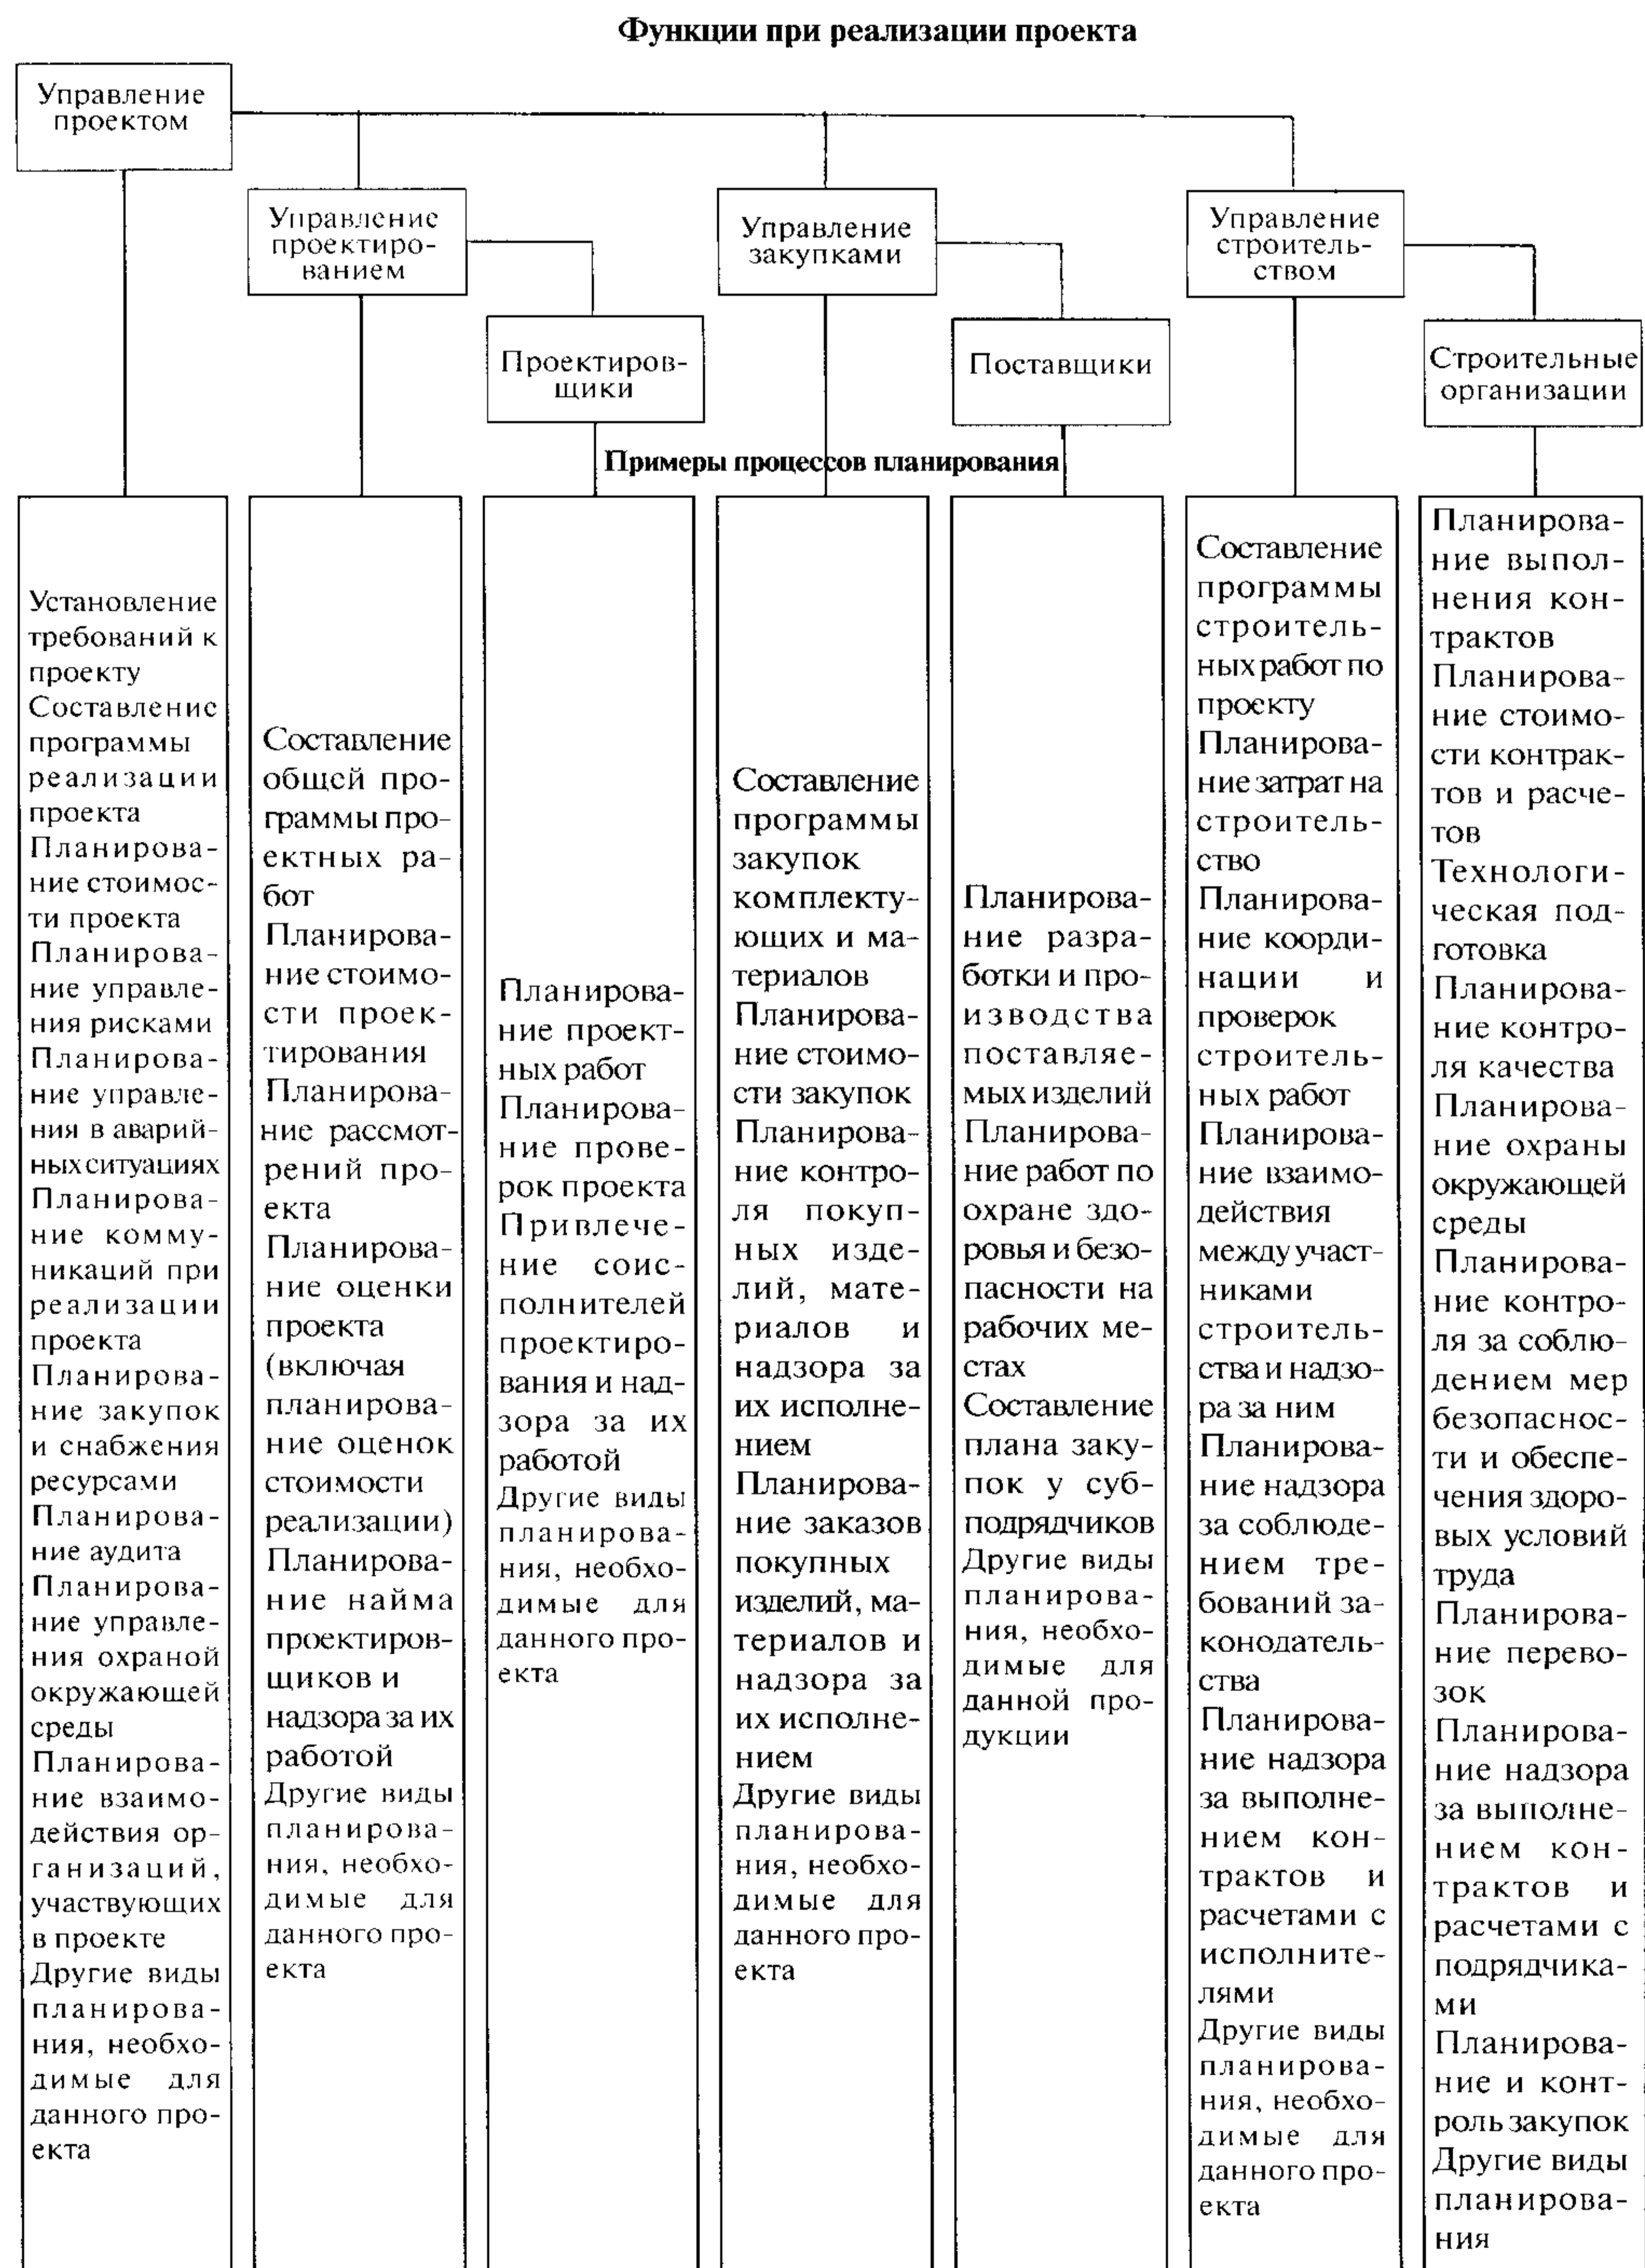 Функции при реализации проекта
Управление
проектом
Управление
проектиро-
ванием
Управление
закупками
Управление
строитель-
ством
Проектиров-
щики
Поставщики
Строительные
организации
Примеры процессов планирования
Установление
требований к
проекту
Составление
программы
реализации
проекта
Планирова-
ние стоимос-
ти проекта
Планирова-
ние управле-
ния рисками
Планирова-
ние управле-
ния в аварий-
ных ситуациях
Планирова-
ние комму-
никаций при
реализации
проекта
Планирова-
ние закупок
и снабжения
ресурсами
Планирова-
ние аудита
Планирова-
ние управле-
ния охраной
окружающей
среды
Планирова-
ние взаимо-
действия ор-
ганизаций,
участвующих
в проекте
Другие виды
планирова-
ния, необхо-
димые для
данного про-
екта
Составление
общей про-
граммы про-
ектных ра-
бот
Планирова-
ние стоимо-
сти проек-
тирования
Планирова-
ние рассмот-
рений про-
екта
Планирова-
ние оценки
проекта
(включая
планирова-
ние оценок
стоимости
реализации)
Планирова-
ние найма
проектиров-
щиков и
надзора за их
работой
Другие виды
планирова-
ния, необхо-
димые для
данного про-
екта
Планирова-
ние проект-
ных работ
Планирова-
ние прове-
рок проекта
Привлече-
ние соис-
полнителей
проектиро-
вания и над-
зора за их
работой
Другие виды
планирова-
ния, необхо-
димые для
данного про-
екта
Составление
программы
закупок
комплекту-
ющих и ма-
териалов
Планирова-
ние стоимо-
сти закупок
Планирова-
ние контро-
ля покуп-
ных изде-
лий, мате-
риалов и
надзора за
их исполне-
нием
Планирова-
ние заказов
покупных
изделий, ма-
териалов и
надзора за
их исполне-
нием
Другие виды
планирова-
ния, необхо-
димые для
данного про-
екта
Планирова-
ние разра-
ботки и про-
изводства
поставляе-
мых изделий
Планирова-
ние работ по
охране здо-
ровья и безо-
пасности на
рабочих ме-
стах
Составление
плана заку-
пок у суб-
подрядчиков
Другие виды
планирова-
ния, необхо-
димые для
данной про-
дукции
Составление
программы
строитель-
ных работ по
проекту
Планирова-
ние затрат на
строитель-
ство
Планирова-
ние коорди-
нации и
проверок
строитель-
ных работ
Планирова-
ние взаимо-
действия
между участ-
никами
строитель-
ства и надзо-
ра за ним
Планирова-
ние надзора
за соблюде-
нием тре-
бований за-
конодатель-
ства
Планирова-
ние надзора
за выполне-
нием кон-
трактов и
расчетами с
исполните-
лями
Другие виды
планирова-
ния, необхо-
димые для
данного про-
екта
Планирова-
ние выпол-
нения кон-
трактов
Планирова-
ние стоимо-
сти контрак-
тов и расче-
тов
Технологи-
ческая под-
готовка
Планирова-
ние контро-
ля качества
Планирова-
ние охраны
окружающей
среды
Планирова-
ние контро-
ля за соблю-
дением мер
безопаснос-
ти и обеспе-
чения здоро-
вых условий
труда
Планирова-
ние перево-
зок
Планирова-
ние надзора
за выполне-
нием кон-
трактов и
расчетами с
подрядчика-
ми
Планирова-
ние и конт-
роль закупок
Другие виды
планирова-
ния